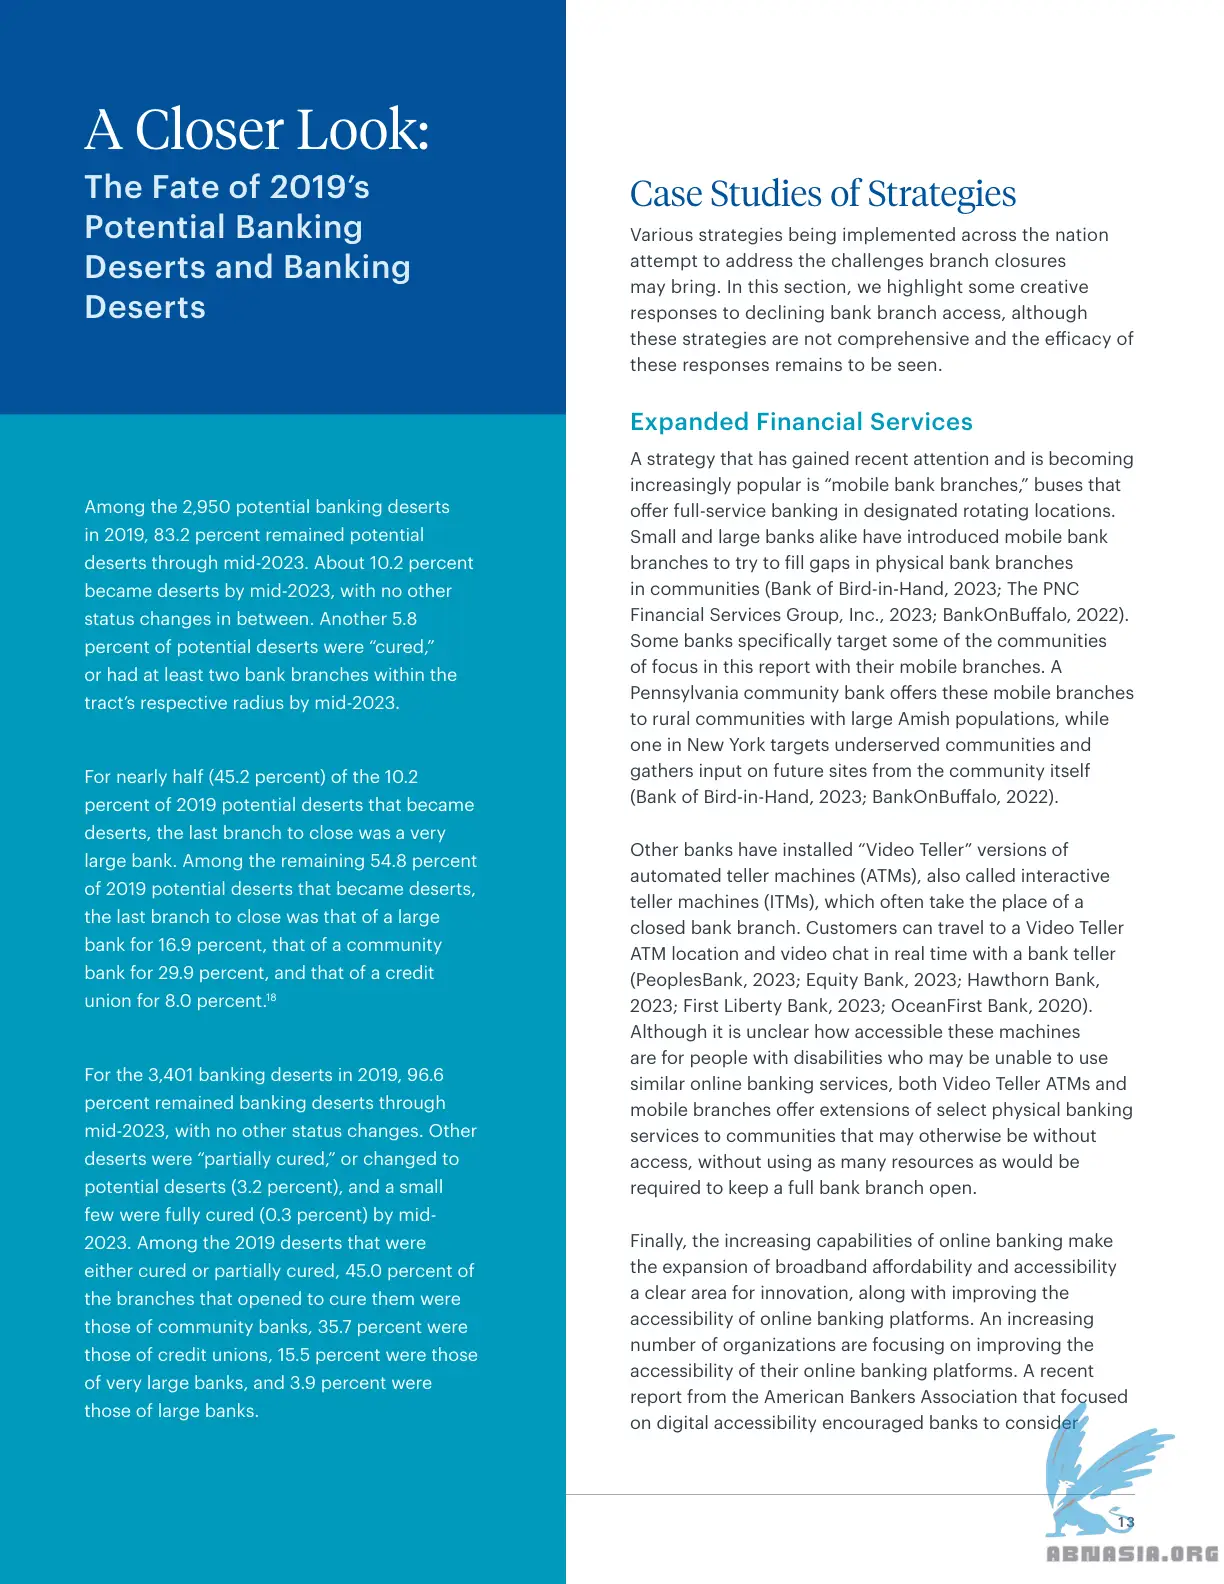 A Closer Look:
The Fate of 2019’s
Potential Banking
Deserts and Banking
Deserts
Among the 2,950 potential banking deserts
in 2019, 83.2 percent remained potential
deserts through mid-2023. About 10.2 percent
became deserts by mid-2023, with no other
status changes in between. Another 5.8
percent of potential deserts were “cured,”
or had at least two bank branches within the
tract’s respective radius by mid-2023.
For nearly half (45.2 percent) of the 10.2
percent of 2019 potential deserts that became
deserts, the last branch to close was a very
large bank. Among the remaining 54.8 percent
of 2019 potential deserts that became deserts,
the last branch to close was that of a large
bank for 16.9 percent, that of a community
bank for 29.9 percent, and that of a credit
union for 8.0 percent.18
For the 3,401 banking deserts in 2019, 96.6
percent remained banking deserts through
mid-2023, with no other status changes. Other
deserts were “partially cured,” or changed to
potential deserts (3.2 percent), and a small
few were fully cured (0.3 percent) by mid-
2023. Among the 2019 deserts that were
either cured or partially cured, 45.0 percent of
the branches that opened to cure them were
those of community banks, 35.7 percent were
those of credit unions, 15.5 percent were those
of very large banks, and 3.9 percent were
those of large banks.
Case Studies of Strategies
Various strategies being implemented across the nation
attempt to address the challenges branch closures
may bring. In this section, we highlight some creative
responses to declining bank branch access, although
these strategies are not comprehensive and the efficacy of
these responses remains to be seen.
Expanded Financial Services
A strategy that has gained recent attention and is becoming
increasingly popular is “mobile bank branches,” buses that
offer full-service banking in designated rotating locations.
Small and large banks alike have introduced mobile bank
branches to try to fill gaps in physical bank branches
in communities (Bank of Bird-in-Hand, 2023; The PNC
Financial Services Group, Inc., 2023; BankOnBuffalo, 2022).
Some banks specifically target some of the communities
of focus in this report with their mobile branches. A
Pennsylvania community bank offers these mobile branches
to rural communities with large Amish populations, while
one in New York targets underserved communities and
gathers input on future sites from the community itself
(Bank of Bird-in-Hand, 2023; BankOnBuffalo, 2022).
Other banks have installed “Video Teller” versions of
automated teller machines (ATMs), also called interactive
teller machines (ITMs), which often take the place of a
closed bank branch. Customers can travel to a Video Teller
ATM location and video chat in real time with a bank teller
(PeoplesBank, 2023; Equity Bank, 2023; Hawthorn Bank,
2023; First Liberty Bank, 2023; OceanFirst Bank, 2020).
Although it is unclear how accessible these machines
are for people with disabilities who may be unable to use
similar online banking services, both Video Teller ATMs and
mobile branches offer extensions of select physical banking
services to communities that may otherwise be without
access, without using as many resources as would be
required to keep a full bank branch open.
Finally, the increasing capabilities of online banking make
the expansion of broadband affordability and accessibility
a clear area for innovation, along with improving the
accessibility of online banking platforms. An increasing
number of organizations are focusing on improving the
accessibility of their online banking platforms. A recent
report from the American Bankers Association that focused
on digital accessibility encouraged banks to consider
13
ABNASIA.ORG